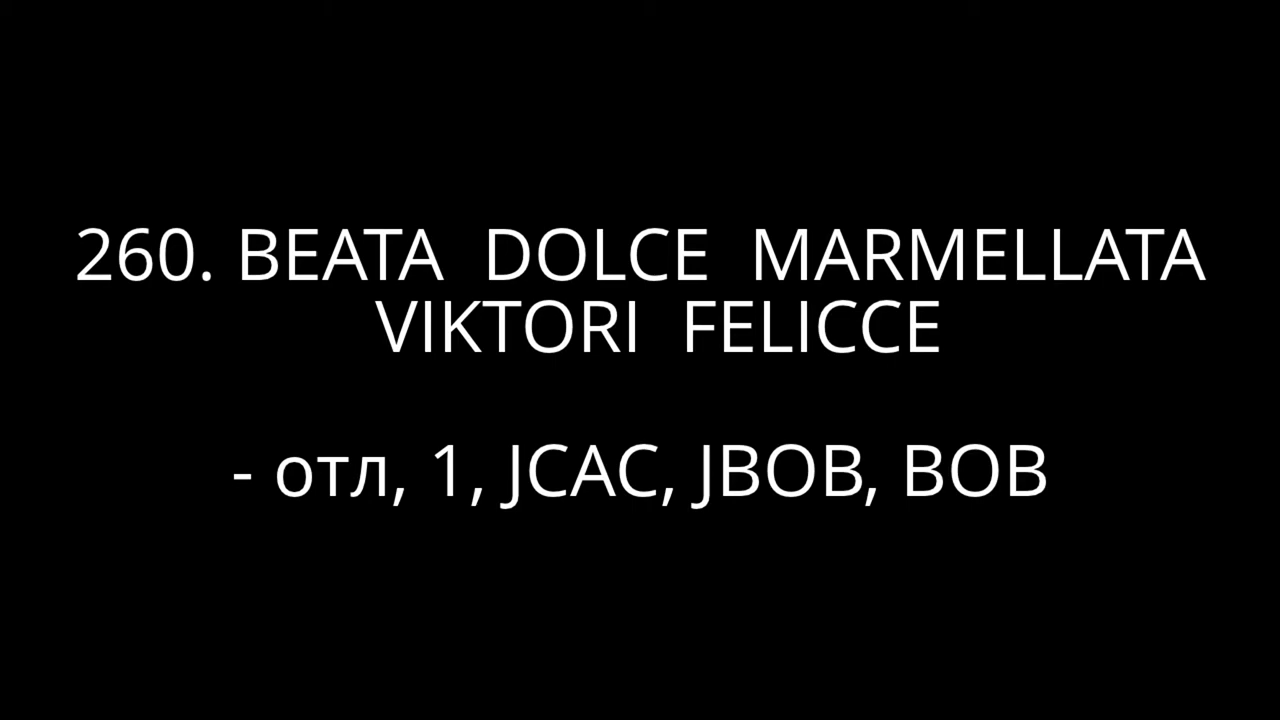 260. BEATA DOLCE MARMELLATA
VIKTORI FELICCE
- отл, 1, JCAC, JBOB, BOB